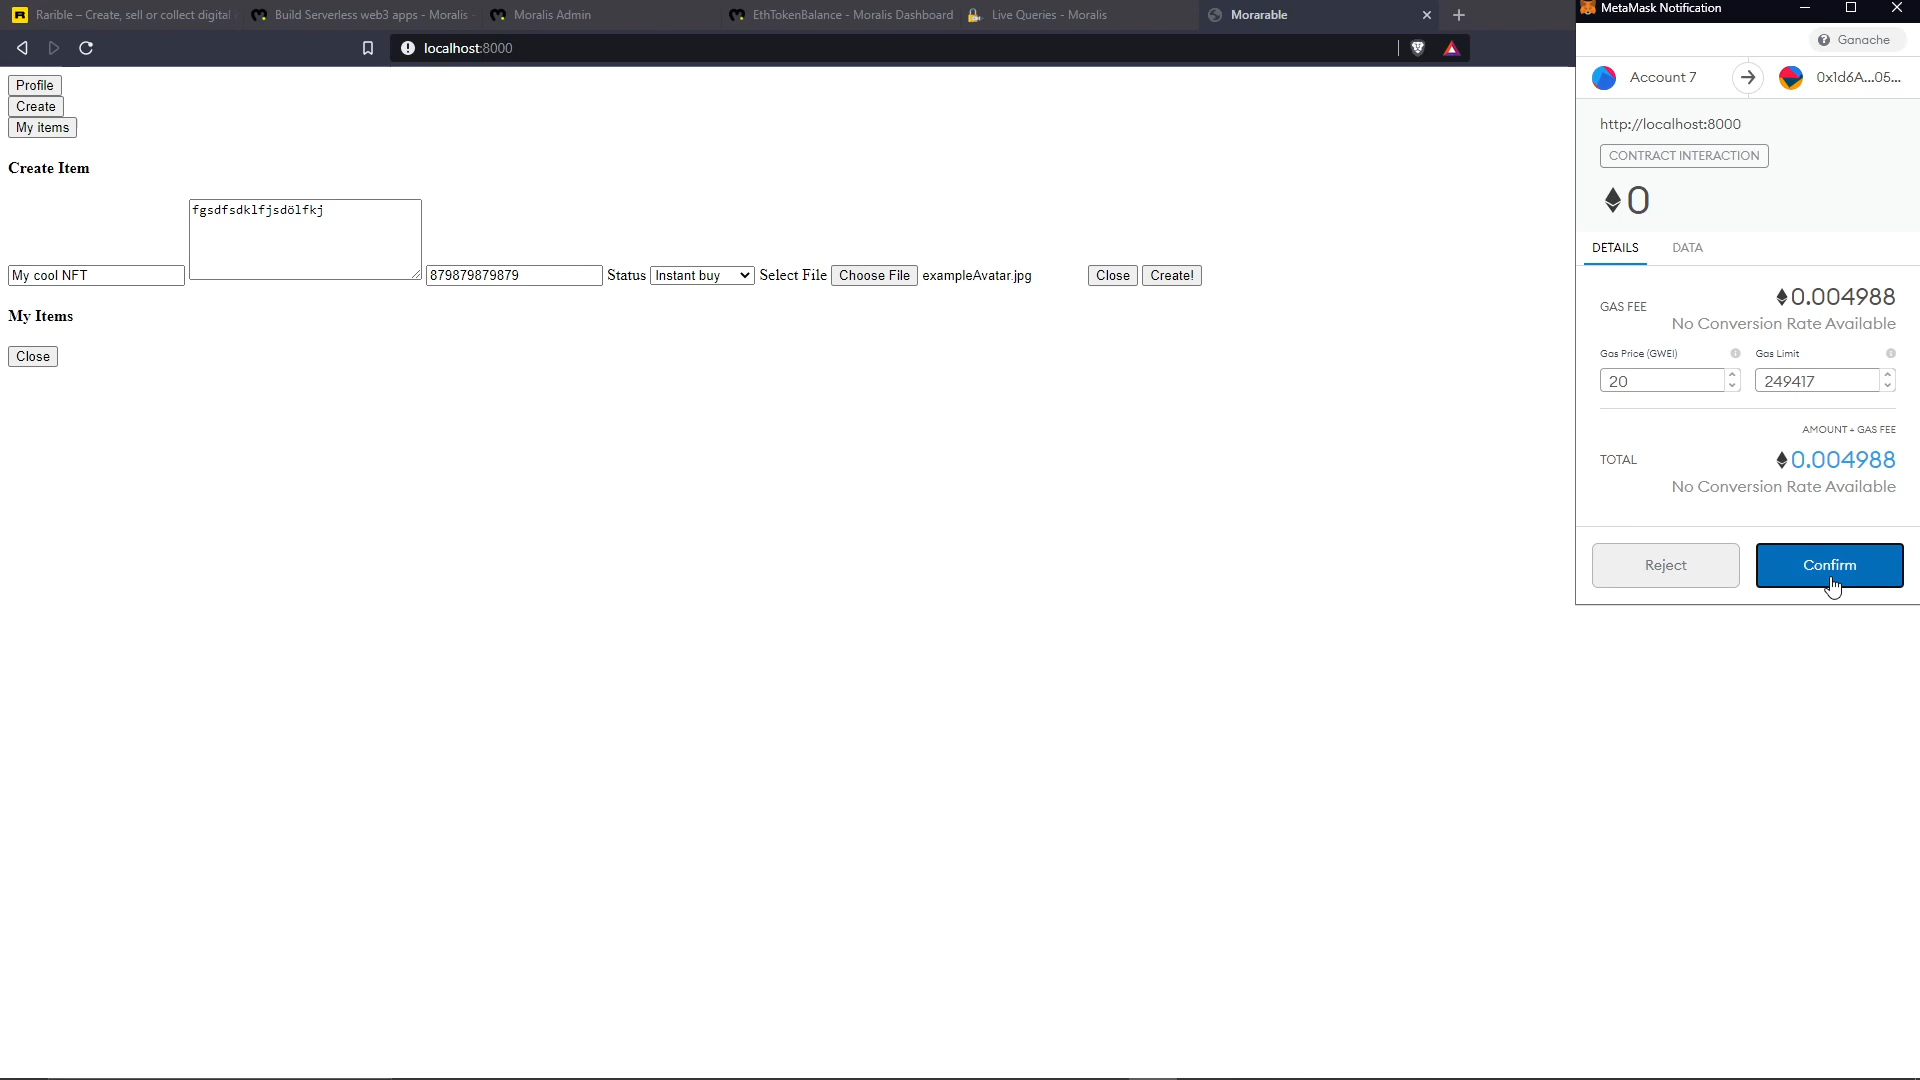 Rarible – Create, sell or collect digital
Build Serverless web3 apps - Moralis
Moralis Admin
EthTokenBalance - Moralis Dashboard
Live Queries - Moralis
Morarable
MetaMask Notification
localhost:8000
Ganache
Account 7
0x1d6A...05...
Profile
Create
My items
http://localhost:8000
CONTRACT INTERACTION
Create Item
0
fgsdfsdklfjsdölfkj
DETAILS
DATA
My cool NFT
879879879879
Status
Instant buy
Select File
Choose File
exampleAvatar.jpg
Close
Create!
My Items
Close
GAS FEE
0.004988
No Conversion Rate Available
Gas Price (GWEI)
Gas Limit
20
249417
AMOUNT + GAS FEE
TOTAL
0.004988
No Conversion Rate Available
Reject
Confirm